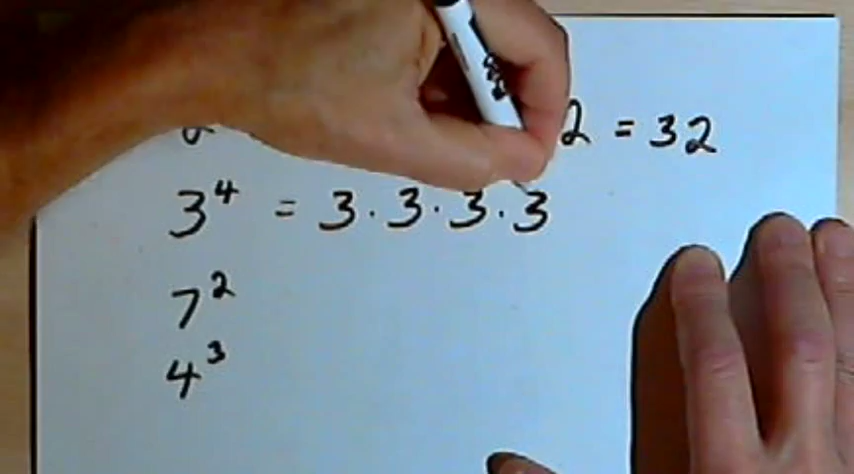 2 = 32
3⁴ = 3 · 3 · 3 · 3
7²
4³